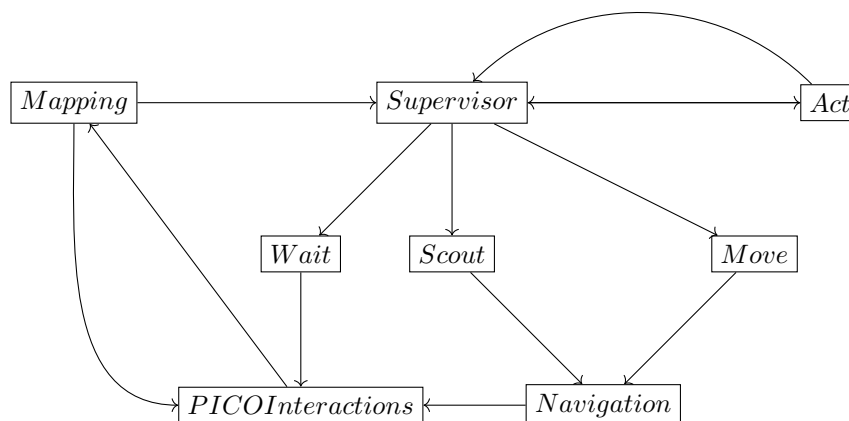 Mapping
Supervisor
Act
Wait
Scout
Move
PICOInteractions
Navigation